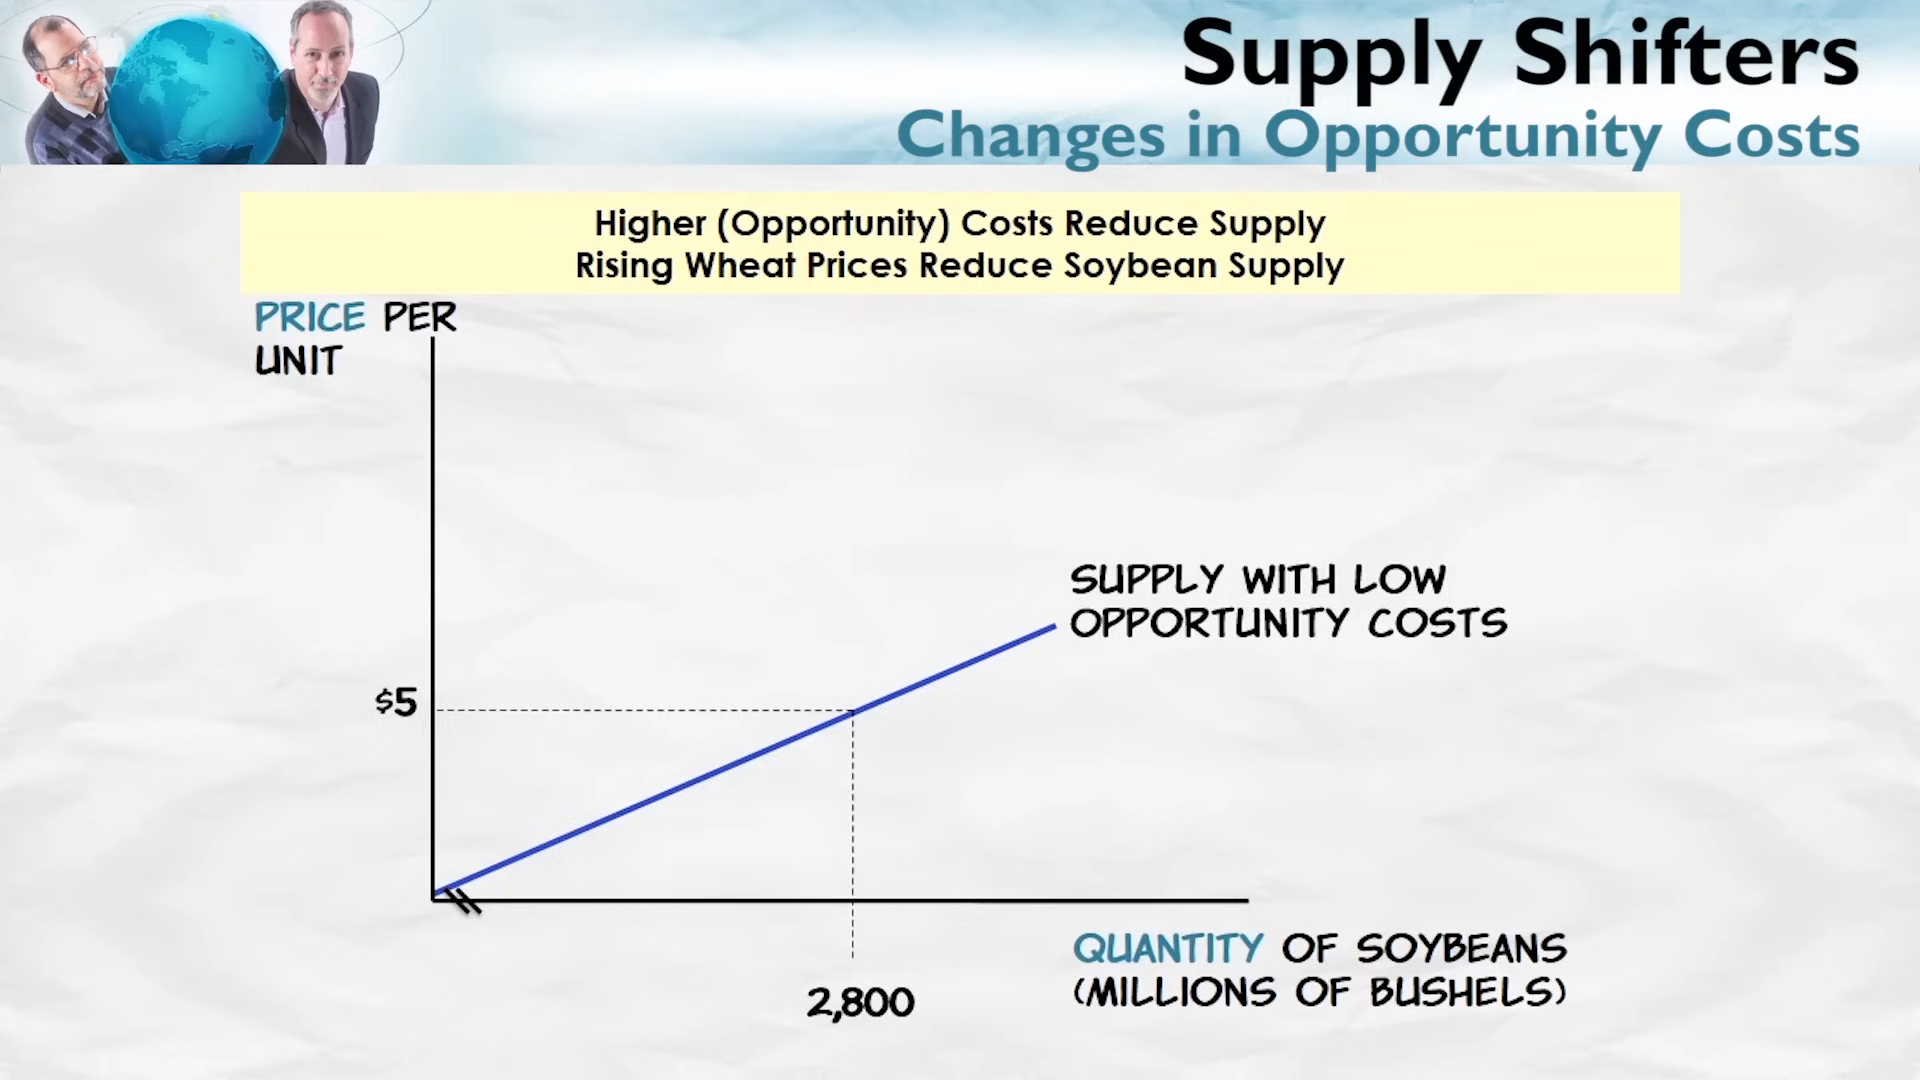 Supply Shifters
Changes in Opportunity Costs
Higher (Opportunity) Costs Reduce Supply
Rising Wheat Prices Reduce Soybean Supply
PRICE PER
UNIT
SUPPLY WITH LOW
OPPORTUNITY COSTS
$5
QUANTITY OF SOYBEANS
(MILLIONS OF BUSHELS)
2,800